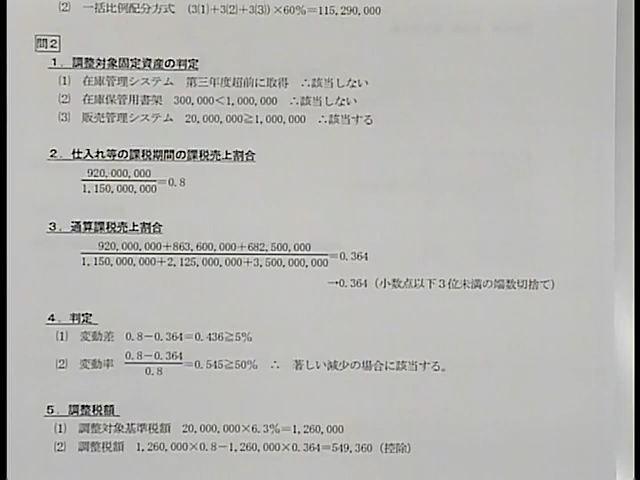 (2) 一括比例配分方式 (3(1)+3(2)+3(3))×60%=115,290,000
問2
1．調整対象固定資産の判定
(1) 在庫管理システム 第三年度超前に取得 ∴該当しない
(2) 在庫保管用書架 300,000<1,000,000 ∴該当しない
(3) 販売管理システム 20,000,000≧1,000,000 ∴該当する
2．仕入れ等の課税期間の課税売上割合
920,000,000
1,150,000,000
=0.8
3．通算課税売上割合
920,000,000+863,600,000+682,500,000
1,150,000,000+2,125,000,000+3,500,000,000
=0.364
→0.364（小数点以下3位未満の端数切捨て）
4．判定
(1) 変動差 0.8-0.364=0.436≧5%
(2) 変動率 0.8-0.364
0.8
=0.545≧50% ∴ 著しい減少の場合に該当する。
5．調整税額
(1) 調整対象基準税額 20,000,000×6.3%=1,260,000
(2) 調整税額 1,260,000×0.8-1,260,000×0.364=549,360（控除）